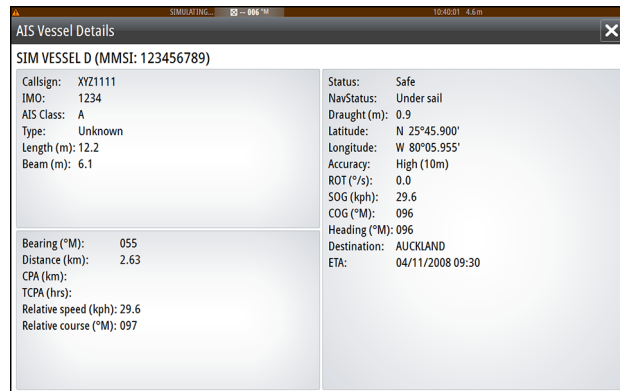 SIMULATING... -- 006 °M 10:40:01 4.6 m
AIS Vessel Details
SIM VESSEL D (MMSI: 123456789)
Callsign: XYZ1111
IMO: 1234
AIS Class: A
Type: Unknown
Length (m): 12.2
Beam (m): 6.1
Bearing (°M): 055
Distance (km): 2.63
CPA (km):
TCPA (hrs):
Relative speed (kph): 29.6
Relative course (°M): 097
Status: Safe
NavStatus: Under sail
Draught (m): 0.9
Latitude: N 25°45.900'
Longitude: W 80°05.955'
Accuracy: High (10m)
ROT (°/s): 0.0
SOG (kph): 29.6
COG (°M): 096
Heading (°M): 096
Destination: AUCKLAND
ETA: 04/11/2008 09:30